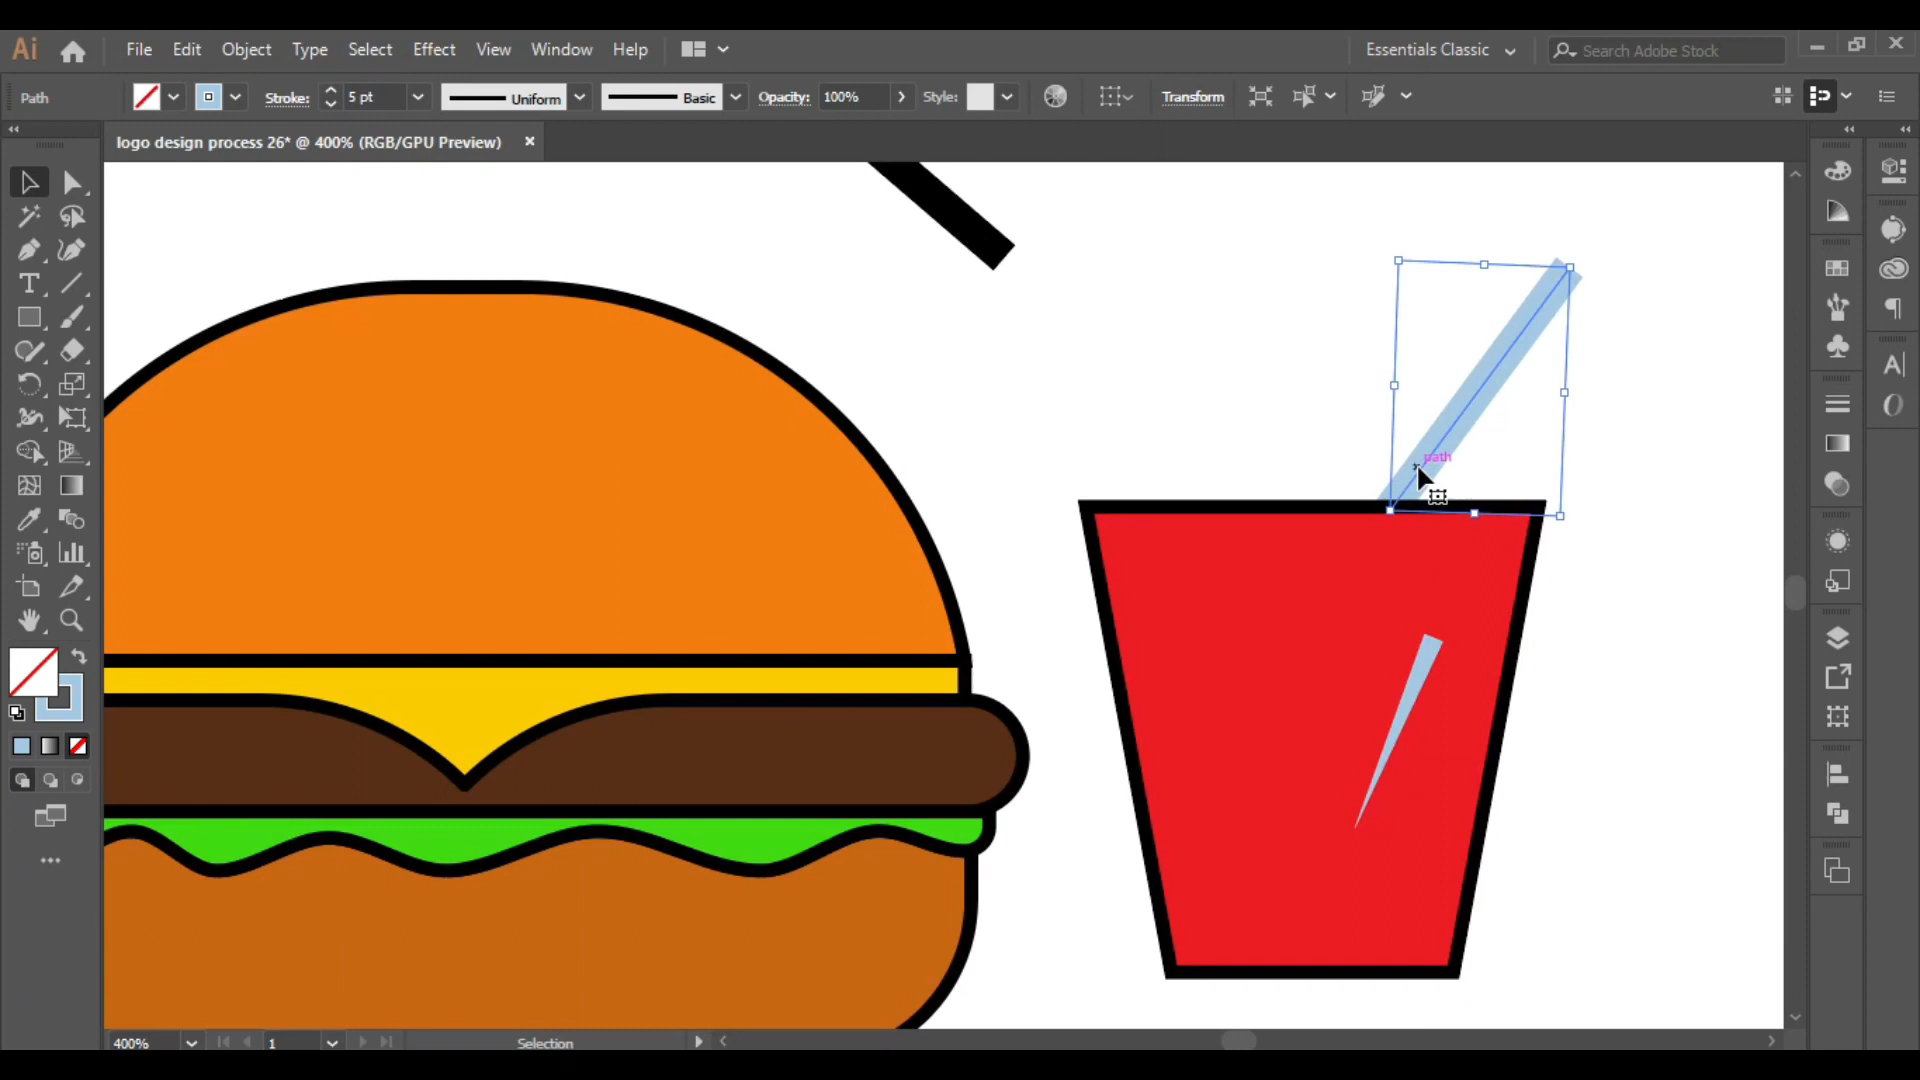 Ai File Edit Object Type Select Effect View Window Help Essentials Classic Search Adobe Stock
Path Stroke: 5 pt Uniform Basic Opacity: 100% Style: Transform
logo design process 26* @ 400% (RGB/GPU Preview) ×
path
400% 1 Selection